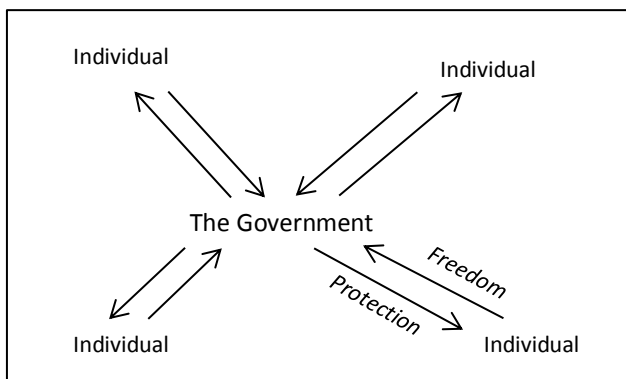 Individual
Individual
The Government
Freedom
Protection
Individual
Individual